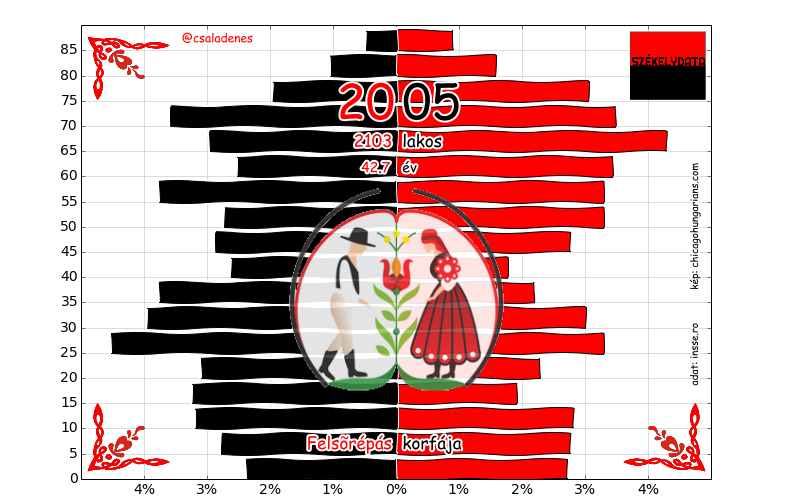 @csaladenes
SZÉKELYDATA
2005
2103 lakos
42.7 év
kép: chicagohungarians.com
adat: insse.ro
Felsõrépás korfája
85
80
75
70
65
60
55
50
45
40
35
30
25
20
15
10
5
0
4% 3% 2% 1% 0% 1% 2% 3% 4%